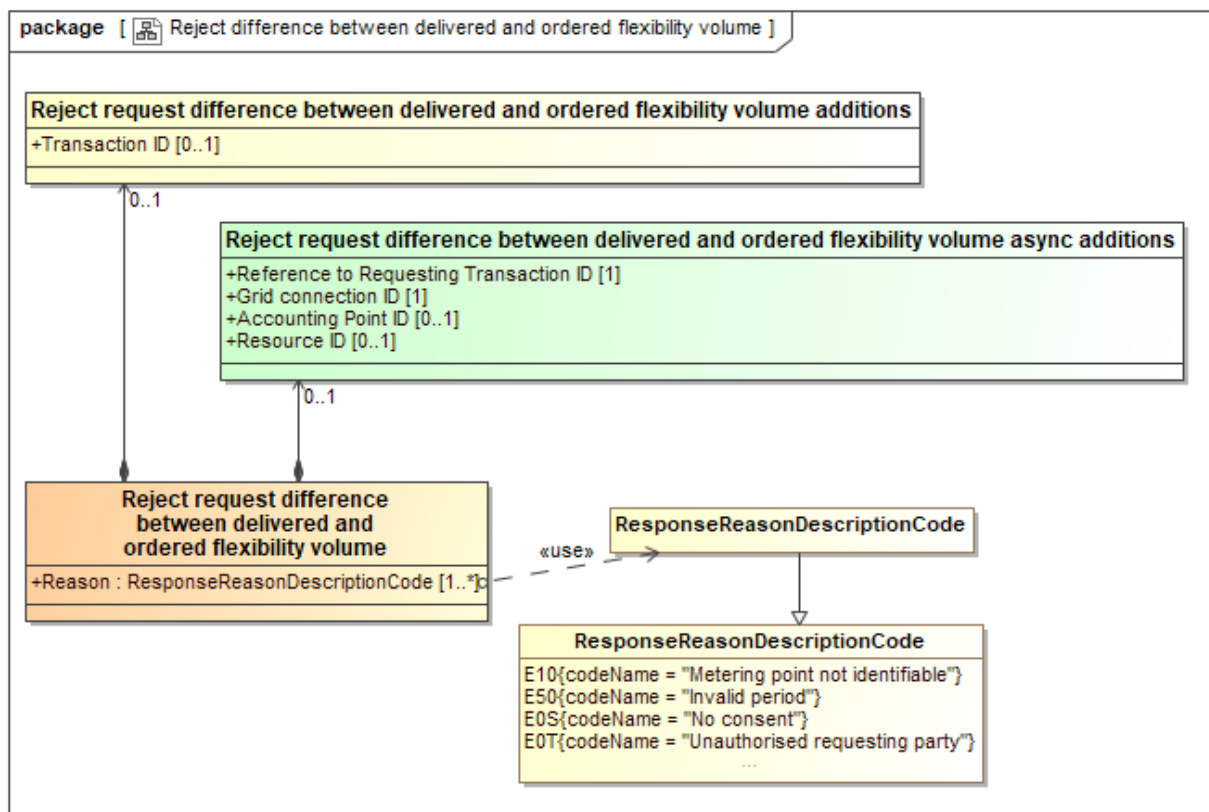 package [ Reject difference between delivered and ordered flexibility volume ]
Reject request difference between delivered and ordered flexibility volume additions
+Transaction ID [0..1]
0..1
Reject request difference between delivered and ordered flexibility volume async additions
+Reference to Requesting Transaction ID [1]
+Grid connection ID [1]
+Accounting Point ID [0..1]
+Resource ID [0..1]
0..1
Reject request difference
between delivered and
ordered flexibility volume
+Reason : ResponseReasonDescriptionCode [1..*]
«use»
ResponseReasonDescriptionCode
ResponseReasonDescriptionCode
E10{codeName = "Metering point not identifiable"}
E50{codeName = "Invalid period"}
E0S{codeName = "No consent"}
E0T{codeName = "Unauthorised requesting party"}
...